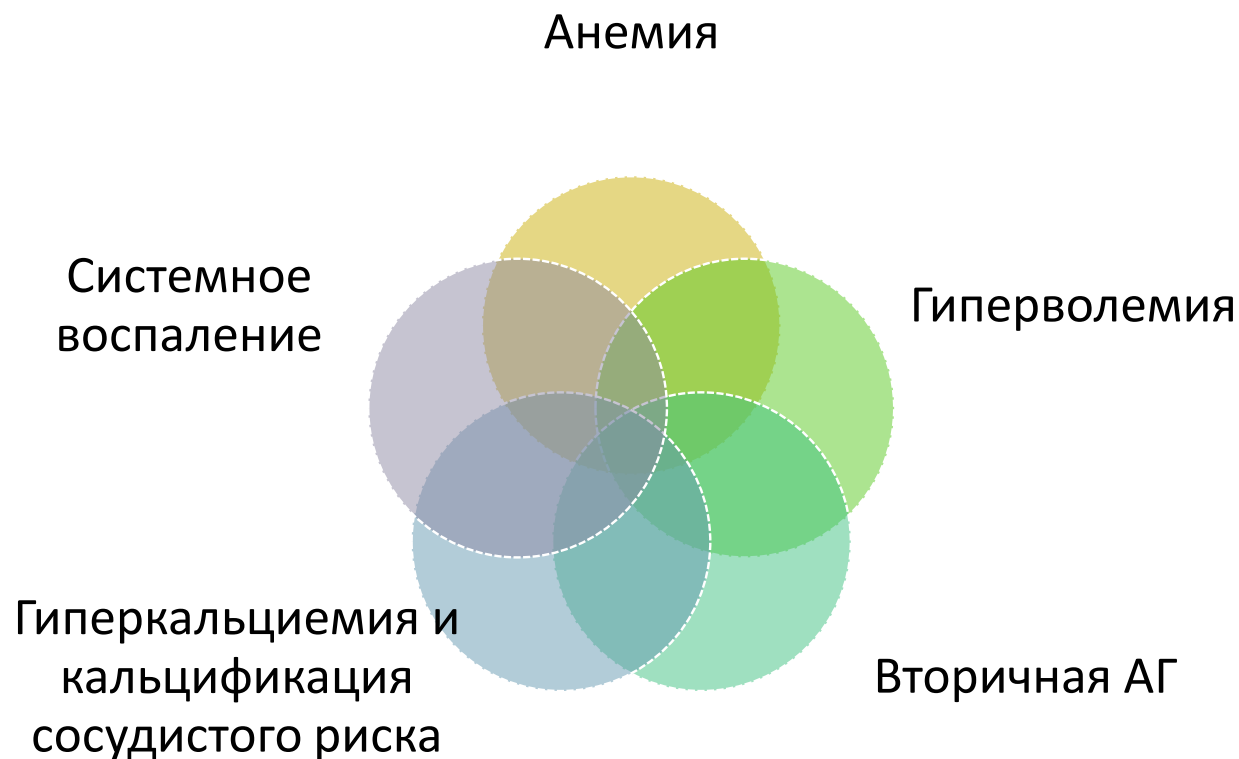 Анемия
Системное
воспаление
Гиперволемия
Гиперкальциемия и
кальцификация
сосудистого риска
Вторичная АГ